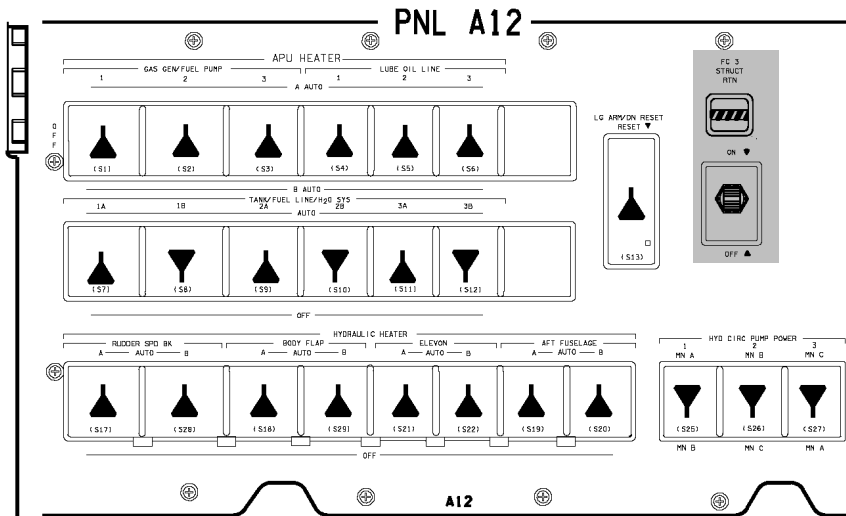 PNL A12
APU HEATER
GAS GEN/FUEL PUMP LUBE OIL LINE
1 2 3 1 2 3
A AUTO
OFF
(S1) (S2) (S3) (S4) (S5) (S6)
B AUTO
TANK/FUEL LINE/H2O SYS
1A 1B 2A 2B 3A 3B
AUTO
(S7) (S8) (S9) (S10) (S11) (S12)
OFF
LG ARM/DN RESET
RESET ▼
(S13)
FC 3
STRUCT
RTN
ON ▼
OFF ▲
HYDRAULIC HEATER
RUDDER SPD BK BODY FLAP ELEVON AFT FUSELAGE
A AUTO B A AUTO B A AUTO B A AUTO B
(S17) (S28) (S18) (S29) (S21) (S22) (S19) (S20)
OFF
HYD CIRC PUMP POWER
1 2 3
MN A MN B MN C
(S25) (S26) (S27)
MN B MN C MN A
A12